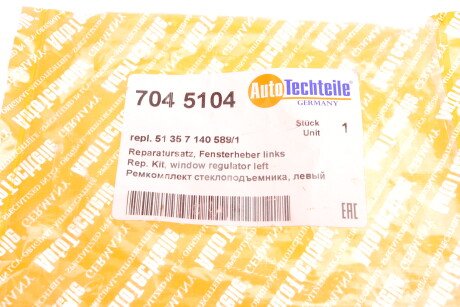 704 5104
AutoTechteile
GERMANY
Stück
Unit 1
repl. 51 35 7 140 589/1
Reparatursatz, Fensterheber links
Rep. Kit, window regulator left
Ремкомплект стеклоподъемника, левый
EAC